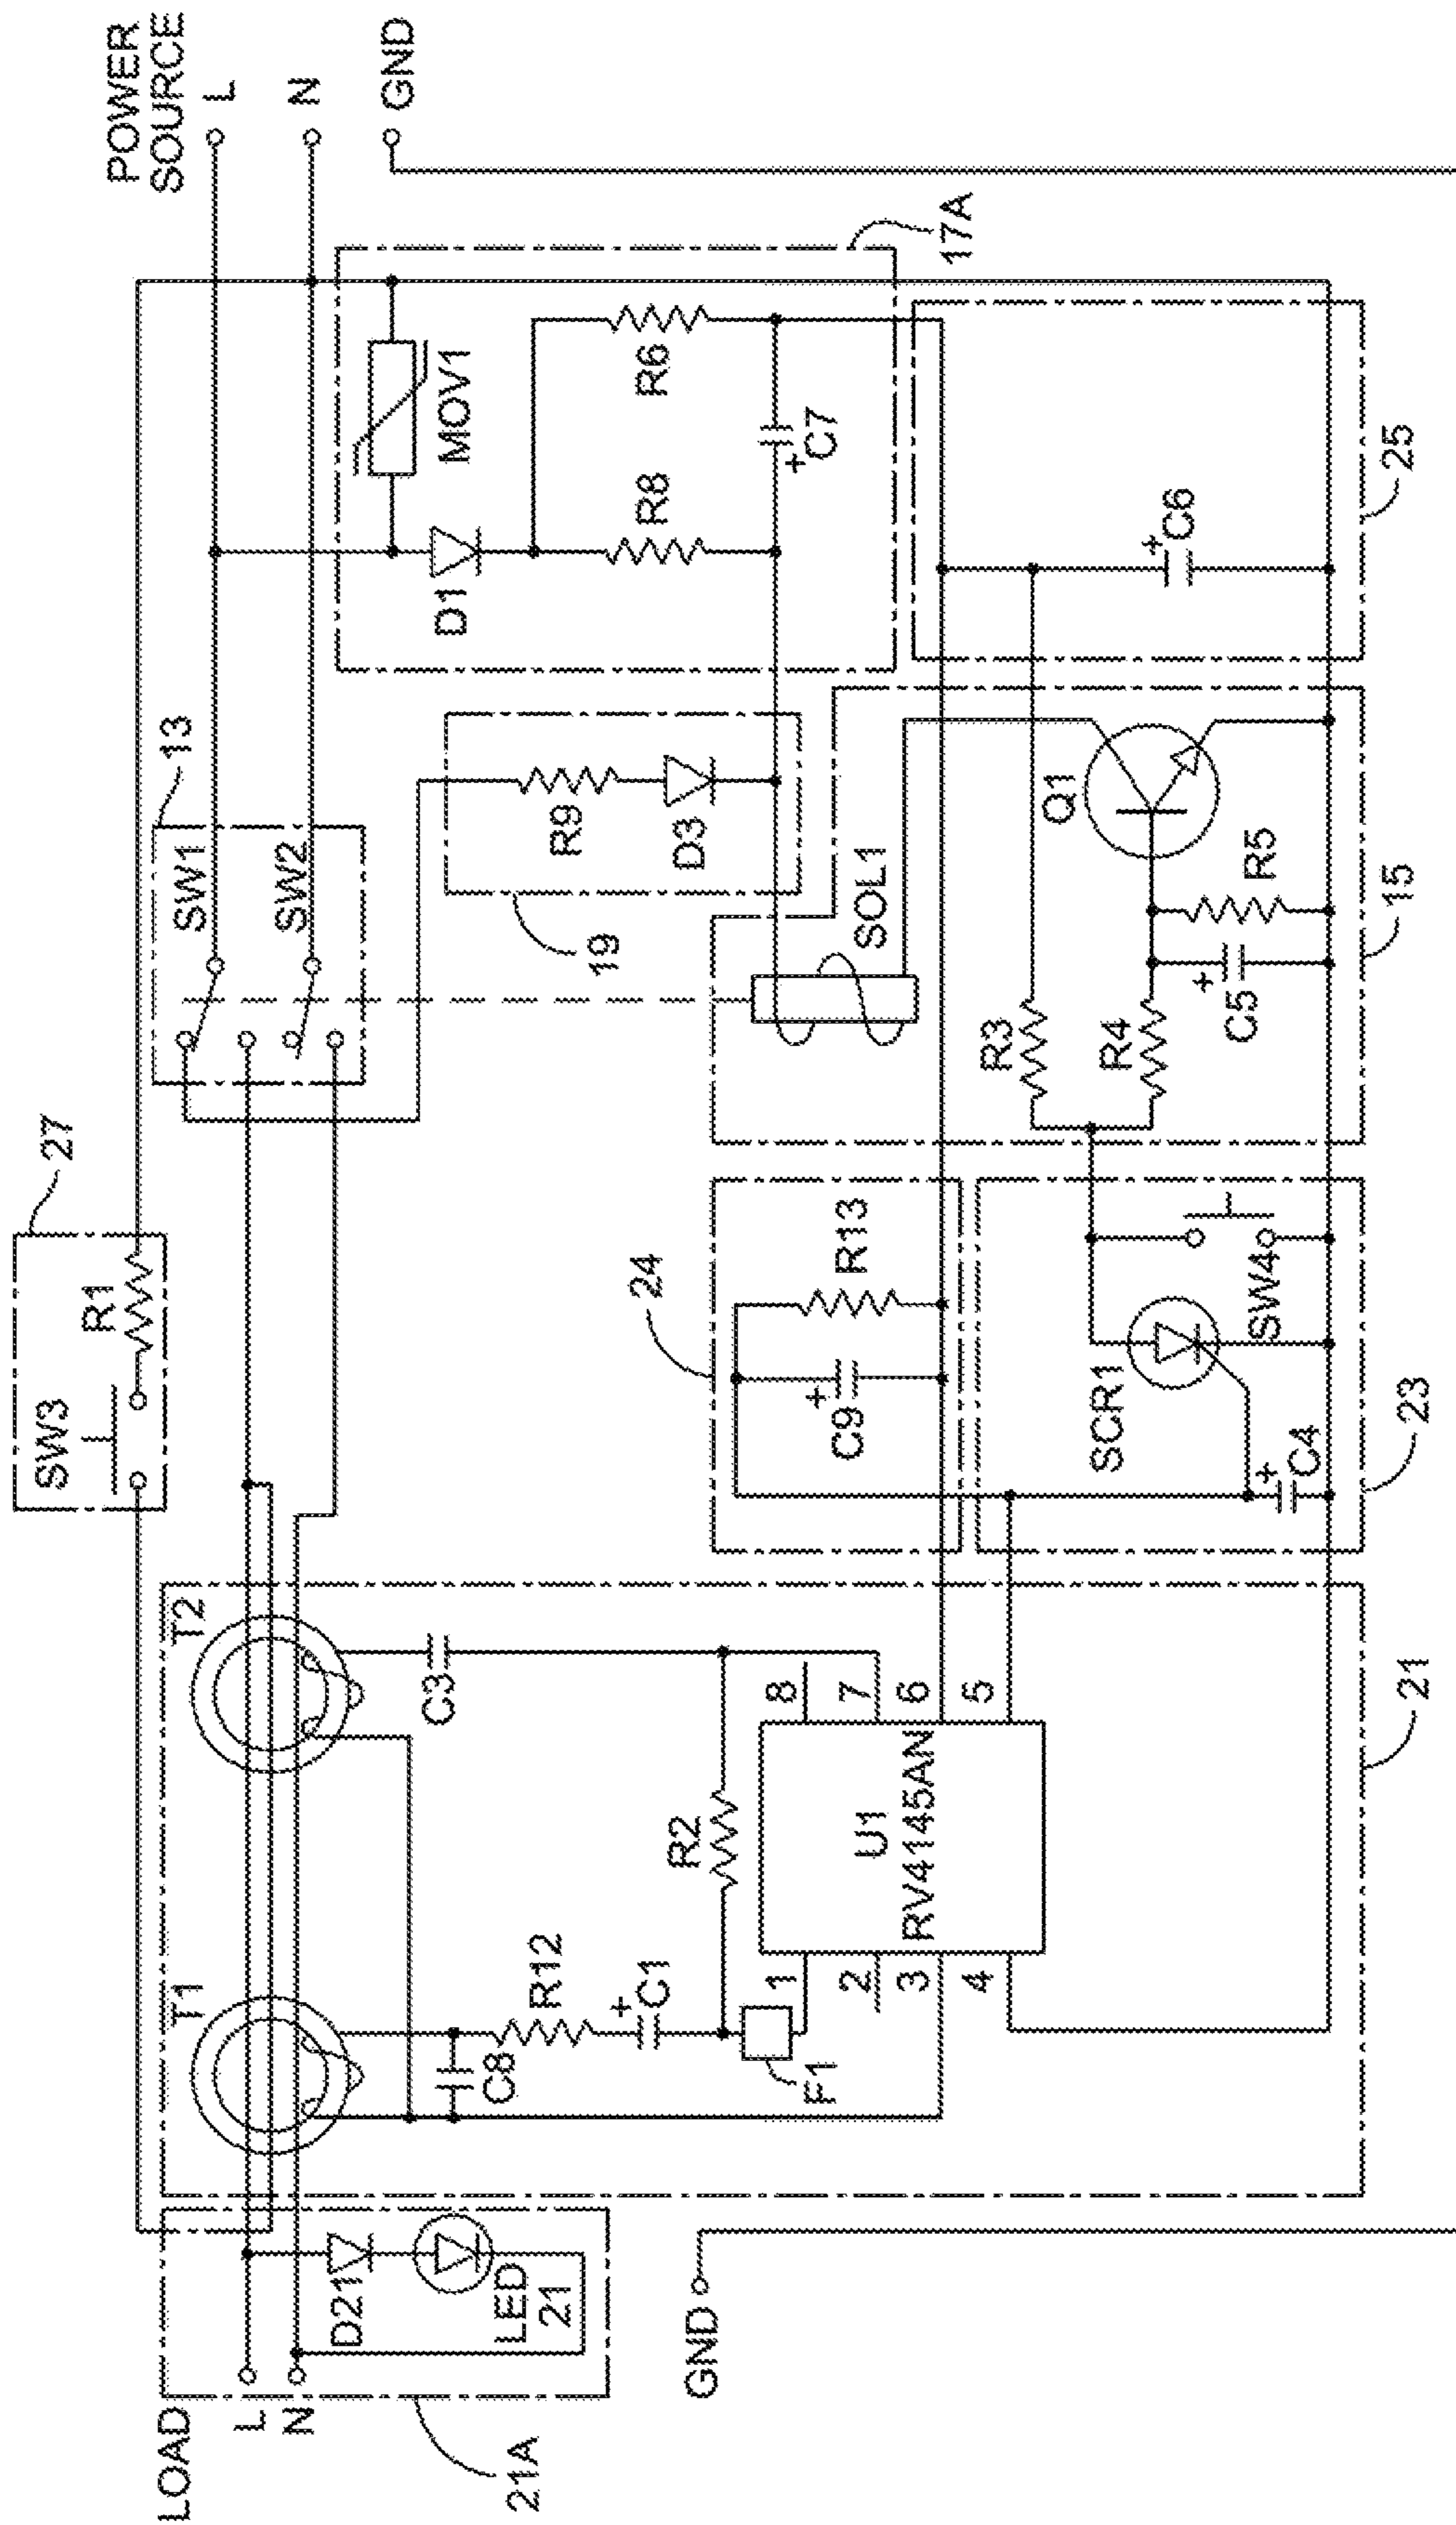 POWER
SOURCE
L
N
GND
17A
MOV1
R6
R8
C7
+
D1
25
C6
+
13
SW1
SW2
R9
D3
19
SOL1
Q1
R5
15
R3
R4
C5
+
27
R1
SW3
24
R13
C9
+
SW4
SCR1
C4
+
23
T2
C3
8
7
6
5
21
R2
U1
RV4145AN
T1
R12
C1
+
C8
F1
1
2
3
4
D21
LED
21
GND
LOAD
L
N
21A